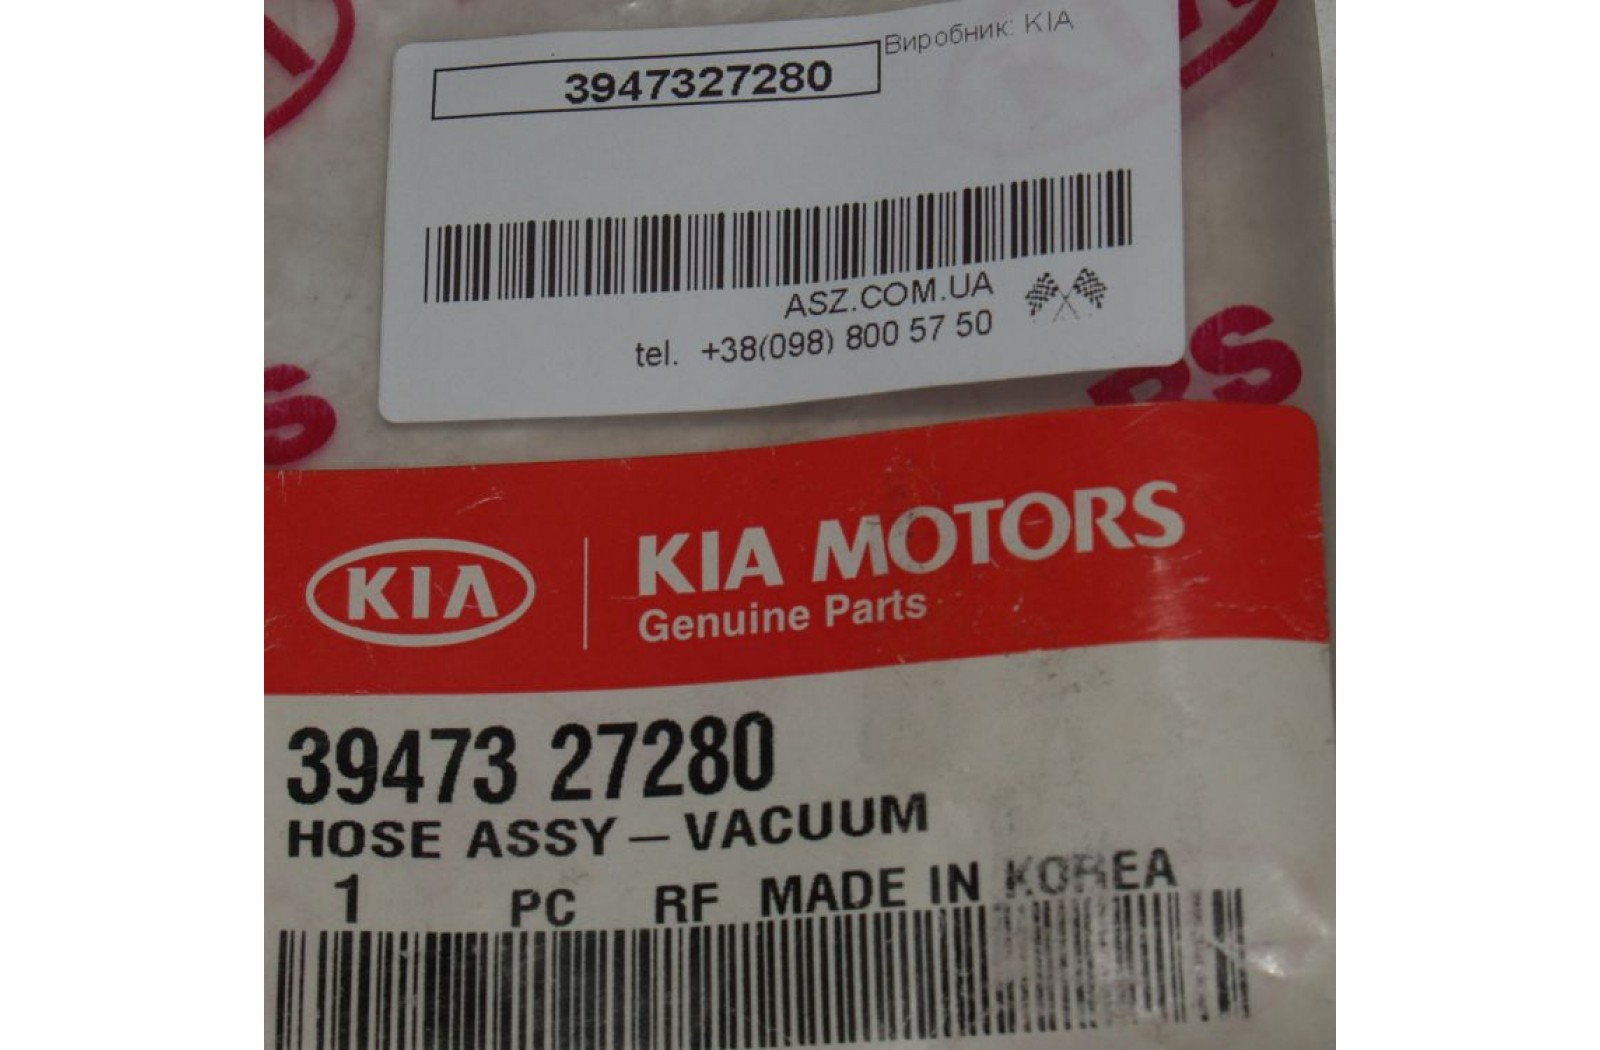 Виробник: KIA
3947327280
ASZ.COM.UA
tel. +38(098) 800 57 50
RS
S
KIA
KIA MOTORS
Genuine Parts
39473 27280
HOSE ASSY – VACUUM
1 PC RF MADE IN KOREA